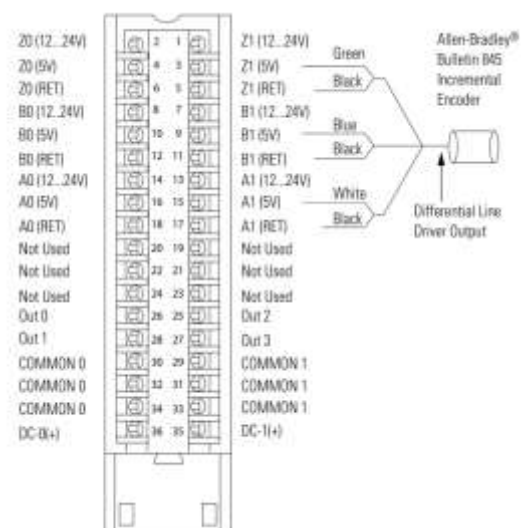 Z0 (12...24V) 2 1 Z1 (12...24V)
Z0 (5V) 4 3 Z1 (5V) Green
Z0 (RET) 6 5 Z1 (RET) Black
B0 (12...24V) 8 7 B1 (12...24V)
B0 (5V) 10 9 B1 (5V) Blue
B0 (RET) 12 11 B1 (RET) Black
A0 (12...24V) 14 13 A1 (12...24V)
A0 (5V) 16 15 A1 (5V) White
A0 (RET) 18 17 A1 (RET) Black
Not Used 20 19 Not Used
Not Used 22 21 Not Used
Not Used 24 23 Not Used
Out 0 26 25 Out 2
Out 1 28 27 Out 3
COMMON 0 30 29 COMMON 1
COMMON 0 32 31 COMMON 1
COMMON 0 34 33 COMMON 1
DC-0(+) 36 35 DC-1(+)
Allen-Bradley®
Bulletin 845
Incremental
Encoder
Differential Line
Driver Output